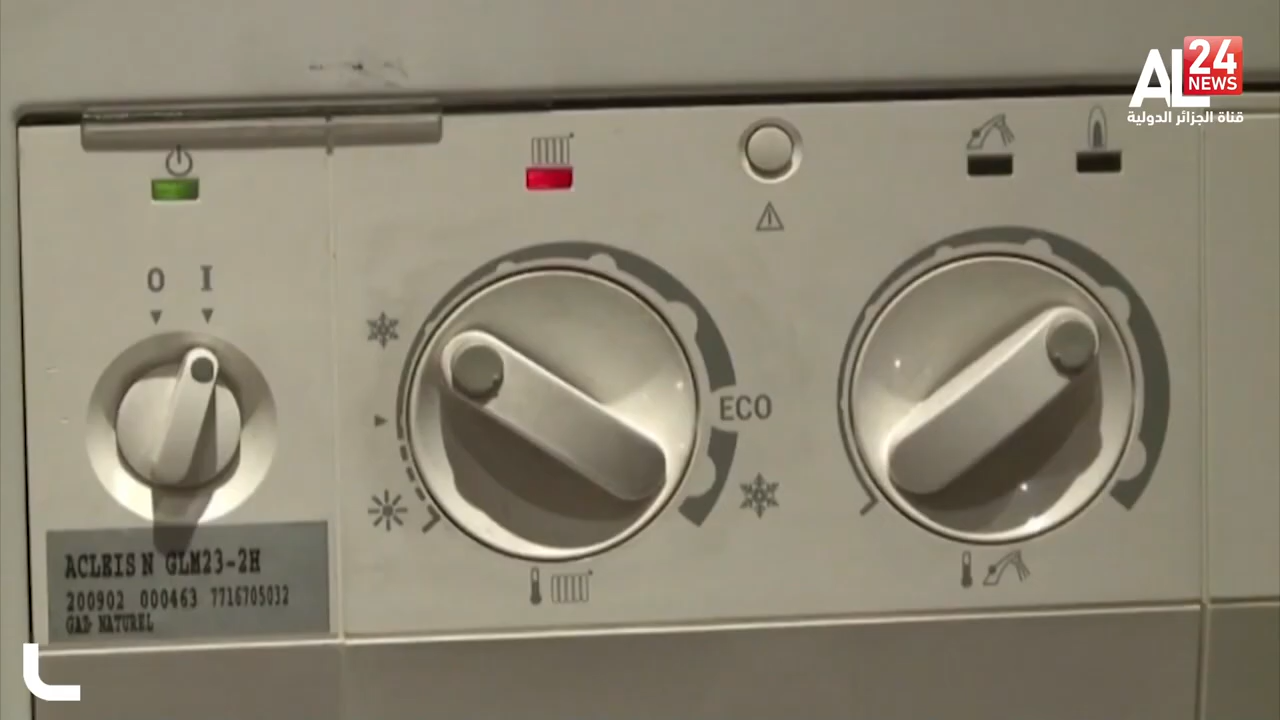 AL 24 NEWS
قناة الجزائر الدولية
O I
ECO
ACLEIS N GLM23-2H
200902 000463 7716705032
GAZ NATUREL